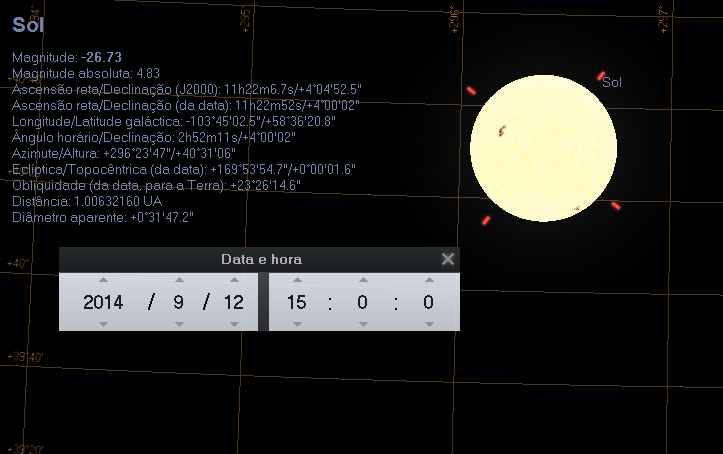 +294°
+295°
+296°
+297°
Sol
Magnitude: -26.73
Magnitude absoluta: 4.83
Ascensão reta/Declinação (J2000): 11h22m6.7s/+4°04'52.5"
Ascensão reta/Declinação (da data): 11h22m52s/+4°00'02"
Longitude/Latitude galáctica: -103°45'02.5"/+58°36'20.8"
Ângulo horário/Declinação: 2h52m11s/+4°00'02"
Azimute/Altura: +296°23'47"/+40°31'06"
Eclíptica/Topocêntrica (da data): +169°53'54.7"/+0°00'01.6"
Obliquidade (da data, para a Terra): +23°26'14.6"
Distância: 1.00632160 UA
Diâmetro aparente: +0°31'47.2"
Sol
Data e hora
2014 / 9 / 12 15 : 0 : 0
+40°
+39°40'
+39°20'